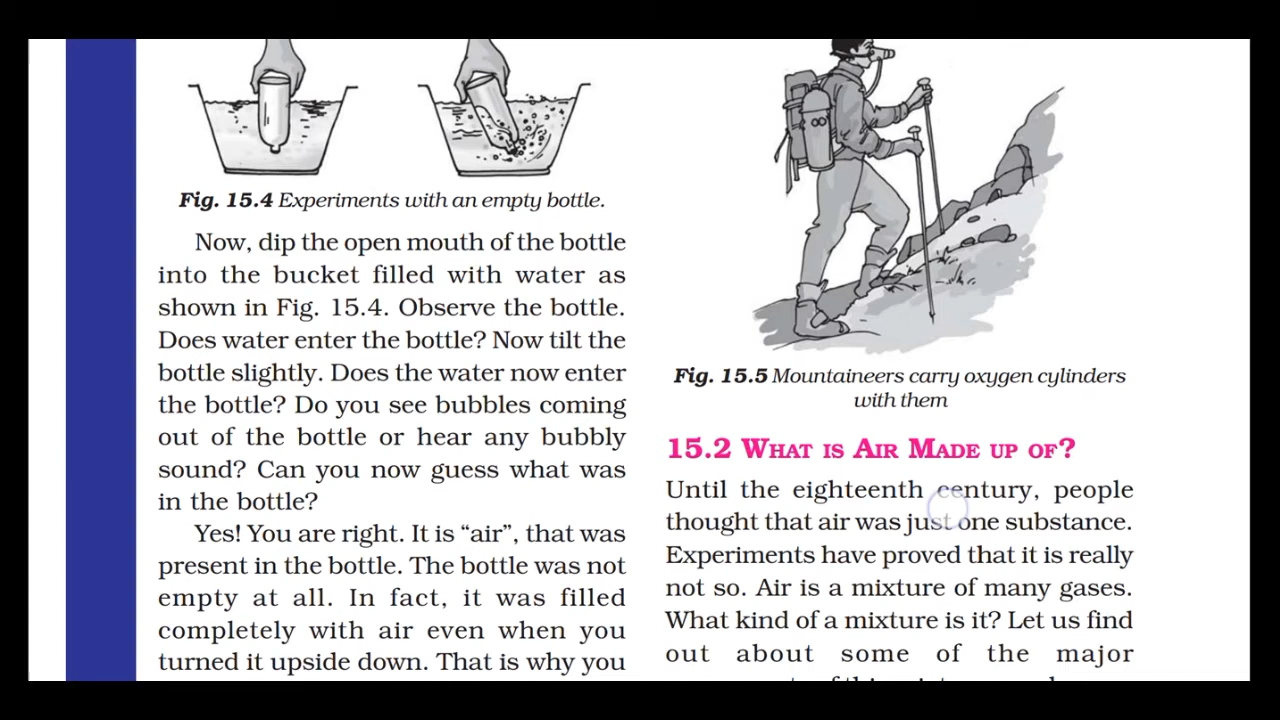 Fig. 15.4 Experiments with an empty bottle.
Now, dip the open mouth of the bottle
into the bucket filled with water as
shown in Fig. 15.4. Observe the bottle.
Does water enter the bottle? Now tilt the
bottle slightly. Does the water now enter
the bottle? Do you see bubbles coming
out of the bottle or hear any bubbly
sound? Can you now guess what was
in the bottle?
Yes! You are right. It is “air”, that was
present in the bottle. The bottle was not
empty at all. In fact, it was filled
completely with air even when you
turned it upside down. That is why you
Fig. 15.5 Mountaineers carry oxygen cylinders
with them
15.2 What is Air Made up of?
Until the eighteenth century, people
thought that air was just one substance.
Experiments have proved that it is really
not so. Air is a mixture of many gases.
What kind of a mixture is it? Let us find
out about some of the major